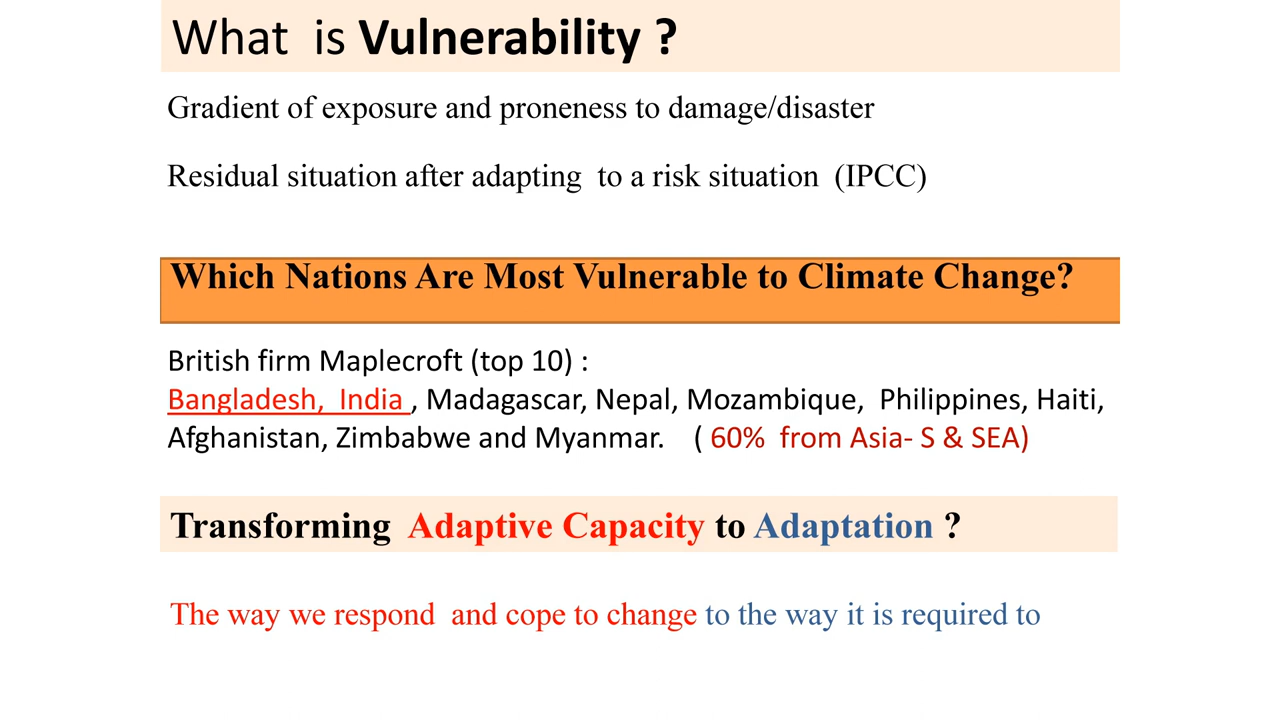 What is Vulnerability ?
Gradient of exposure and proneness to damage/disaster
Residual situation after adapting to a risk situation (IPCC)
Which Nations Are Most Vulnerable to Climate Change?
British firm Maplecroft (top 10) :
Bangladesh, India , Madagascar, Nepal, Mozambique, Philippines, Haiti,
Afghanistan, Zimbabwe and Myanmar. ( 60% from Asia- S & SEA)
Transforming Adaptive Capacity to Adaptation ?
The way we respond and cope to change to the way it is required to